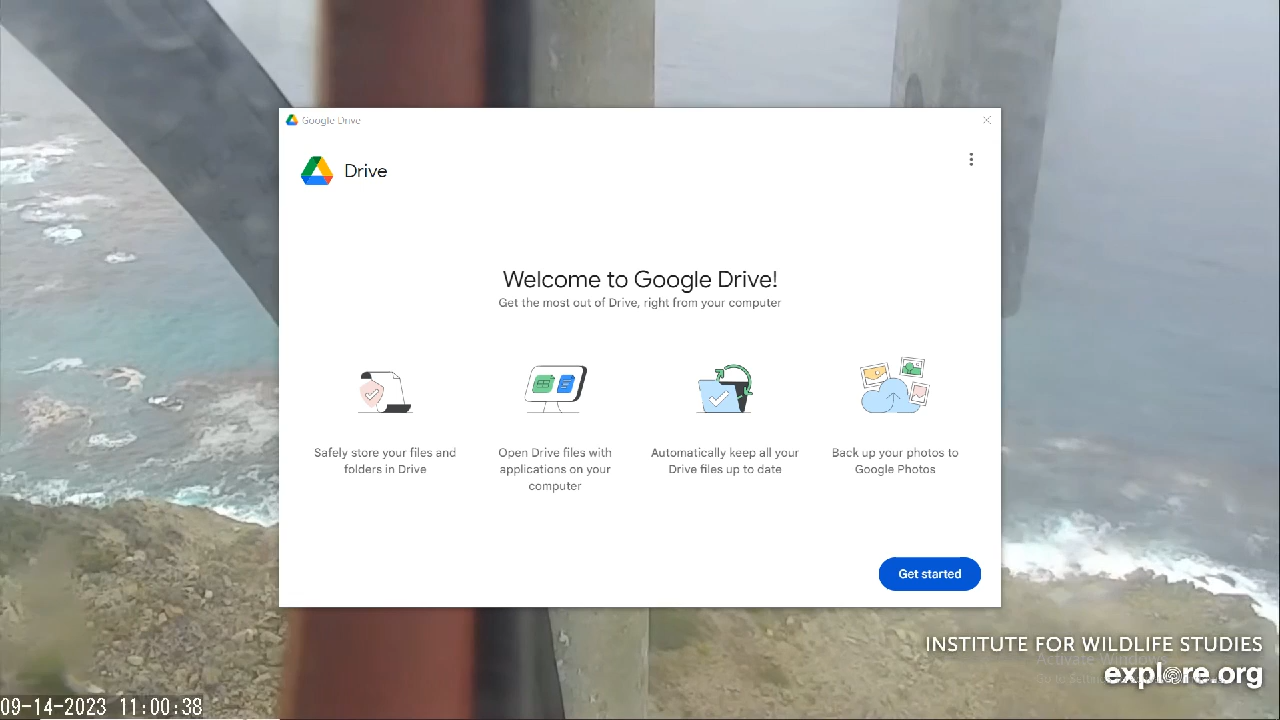 Google Drive
Drive
Welcome to Google Drive!
Get the most out of Drive, right from your computer
Safely store your files and
folders in Drive
Open Drive files with
applications on your
computer
Automatically keep all your
Drive files up to date
Back up your photos to
Google Photos
Get started
INSTITUTE FOR WILDLIFE STUDIES
Activate Windows
explore.org
09-14-2023 11:00:38